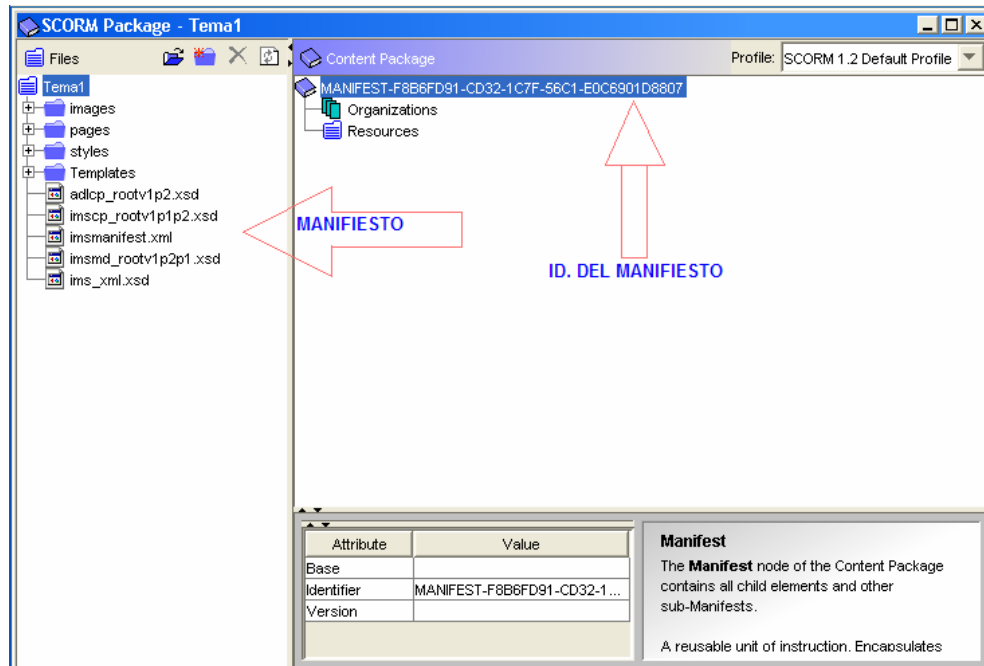 SCORM Package - Tema1
Files
Content Package
Profile: SCORM 1.2 Default Profile
Tema1
images
pages
styles
Templates
adlcp_rootv1p2.xsd
imscp_rootv1p1p2.xsd
imsmanifest.xml
imsmd_rootv1p2p1.xsd
ims_xml.xsd
MANIFEST-F8B6FD91-CD32-1C7F-56C1-E0C6901D8807
Organizations
Resources
MANIFIESTO
ID. DEL MANIFIESTO
Attribute Value
Base
Identifier MANIFEST-F8B6FD91-CD32-1...
Version
Manifest
The Manifest node of the Content Package
contains all child elements and other
sub-Manifests.
A reusable unit of instruction. Encapsulates